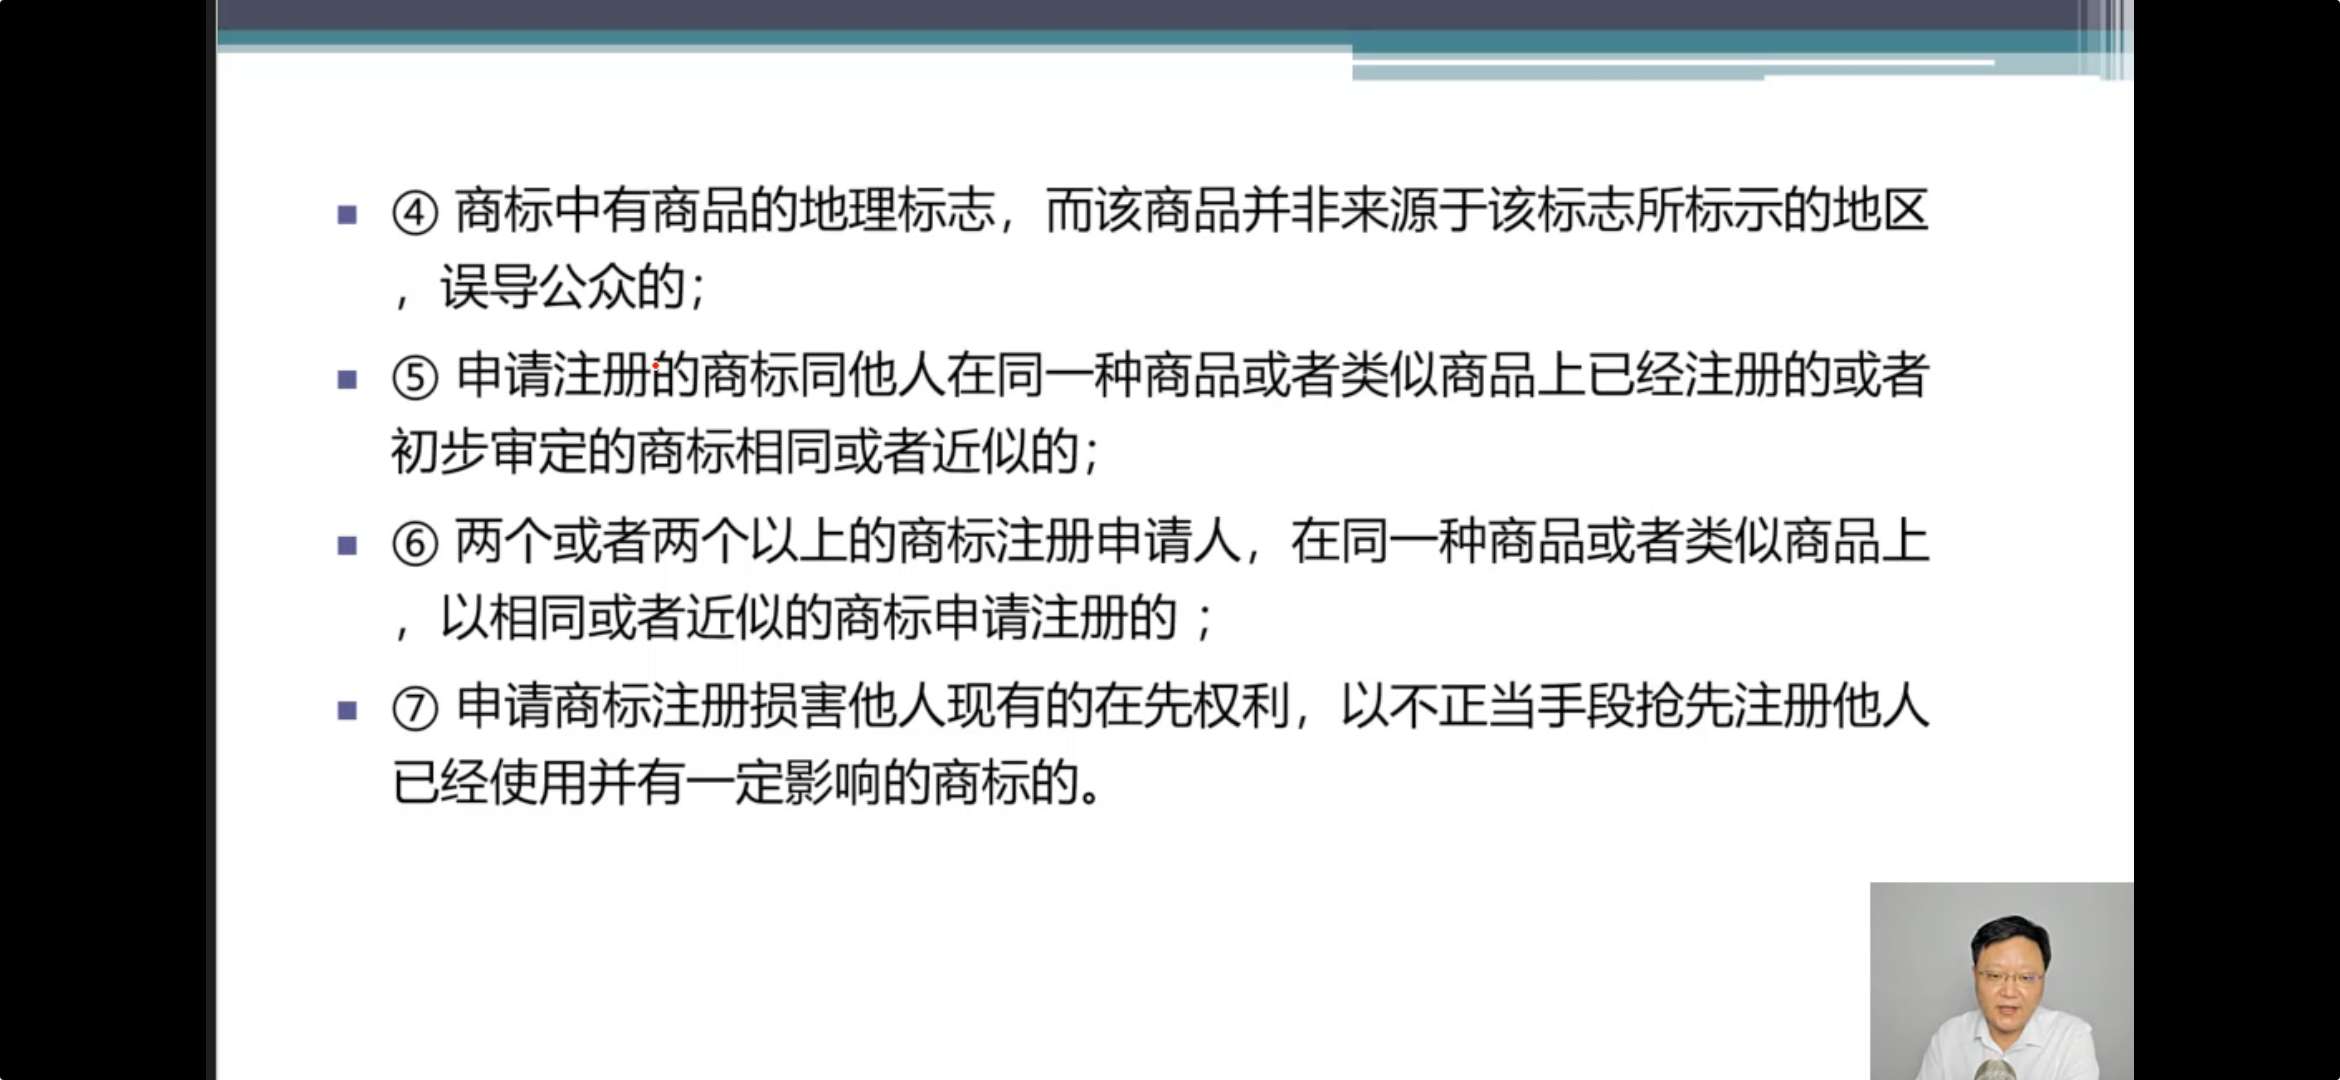 ④ 商标中有商品的地理标志，而该商品并非来源于该标志所标示的地区
，误导公众的；
⑤ 申请注册的商标同他人在同一种商品或者类似商品上已经注册的或者
初步审定的商标相同或者近似的；
⑥ 两个或者两个以上的商标注册申请人，在同一种商品或者类似商品上
，以相同或者近似的商标申请注册的 ；
⑦ 申请商标注册损害他人现有的在先权利，以不正当手段抢先注册他人
已经使用并有一定影响的商标的。